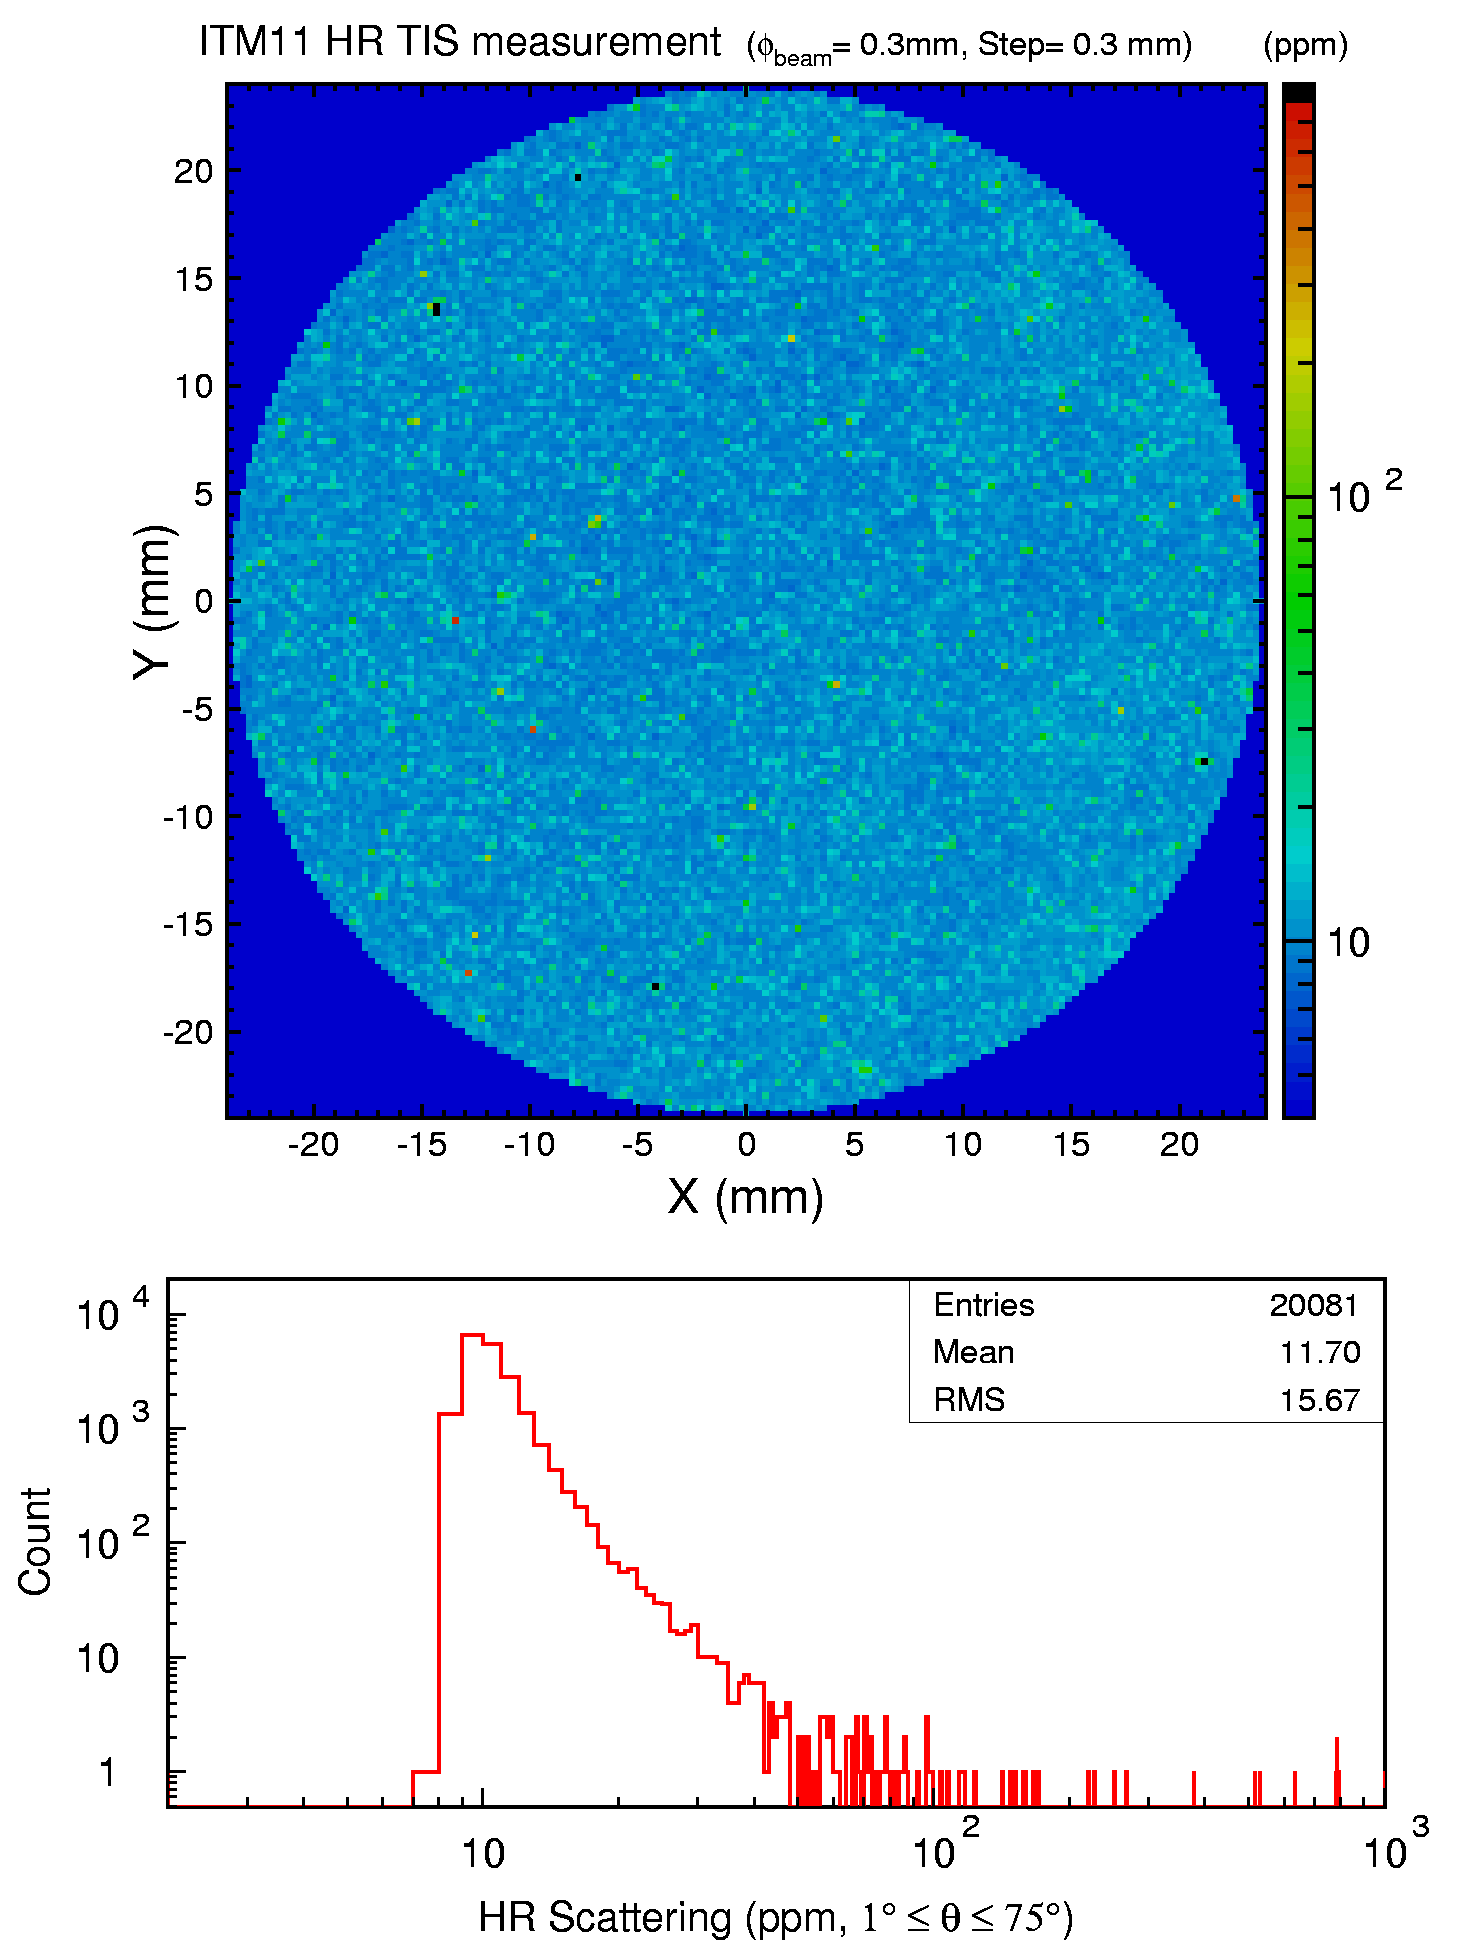 ITM11 HR TIS measurement (ϕbeam= 0.3mm, Step= 0.3 mm) (ppm)
20
15
10
5
0
-5
-10
-15
-20
Y (mm)
-20 -15 -10 -5 0 5 10 15 20
X (mm)
10 2
10
10 4
10 3
10 2
10
1
Count
Entries 20081
Mean 11.70
RMS 15.67
10 10 2 10 3
HR Scattering (ppm, 1° ≤ θ ≤ 75°)